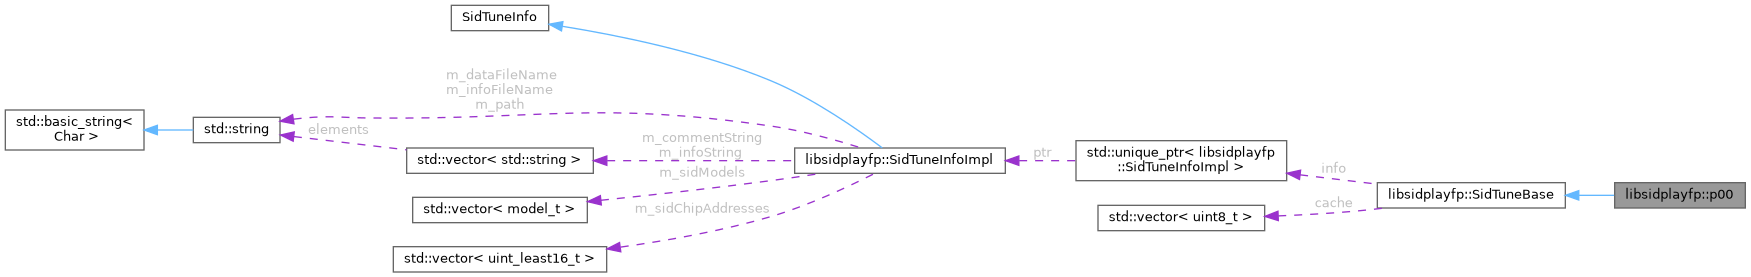 SidTuneInfo
m_dataFileName
m_infoFileName
m_path
std::basic_string<
Char >
std::string
elements
std::vector< std::string >
m_commentString
m_infoString
m_sidModels
std::vector< model_t >
m_sidChipAddresses
std::vector< uint_least16_t >
libsidplayfp::SidTuneInfoImpl
ptr
std::unique_ptr< libsidplayfp
::SidTuneInfoImpl >
info
cache
std::vector< uint8_t >
libsidplayfp::SidTuneBase
libsidplayfp::p00